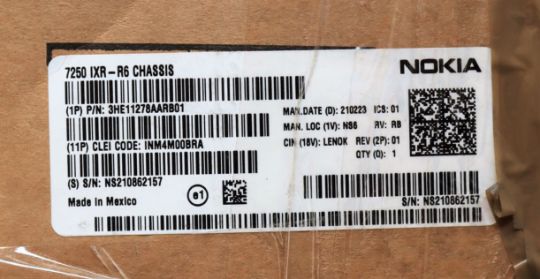 7250 IXR-R6 CHASSIS
NOKIA
(1P) P/N: 3HE11278AARB01
MAN.DATE (D): 210223 ICS: 01
MAN. LOC (1V): NS6 RV: RB
(11P) CLEI CODE: INM4M00BRA
CIN (18V): LENOK REV (2P): 01
QTY (Q): 1
(S) S/N: NS210862157
e1
S/N: NS210862157
Made in Mexico